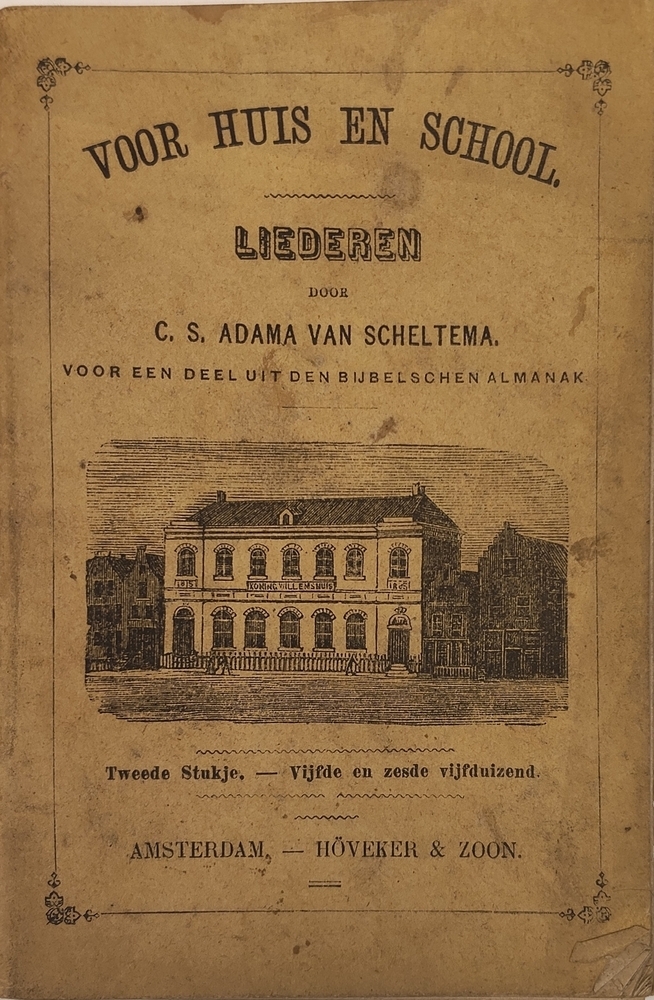 VOOR HUIS EN SCHOOL.
LIEDEREN
DOOR
C. S. ADAMA VAN SCHELTEMA.
VOOR EEN DEEL UIT DEN BIJBELSCHEN ALMANAK
1815 KONING WILLEMSHUIS
Tweede Stukje. — Vijfde en zesde vijfduizend.
AMSTERDAM, — HÖVEKER & ZOON.